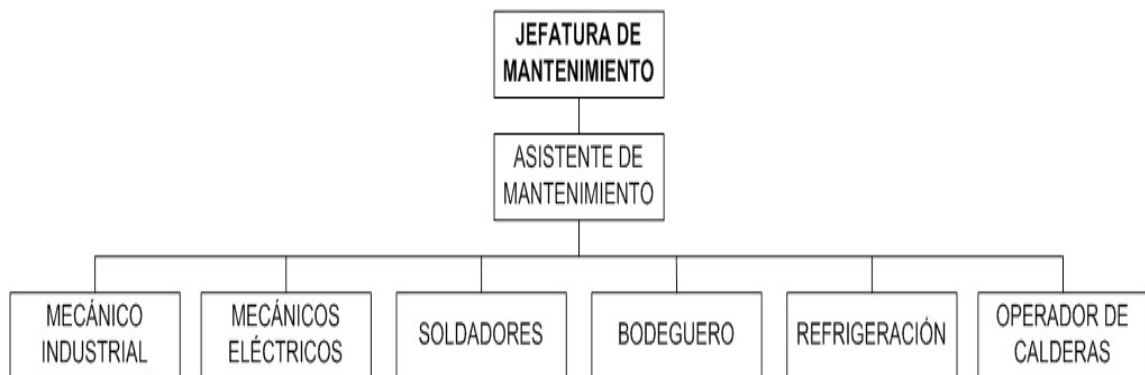 JEFATURA DE
MANTENIMIENTO
ASISTENTE DE
MANTENIMIENTO
MECÁNICO
INDUSTRIAL
MECÁNICOS
ELÉCTRICOS
SOLDADORES
BODEGUERO
REFRIGERACIÓN
OPERADOR DE
CALDERAS